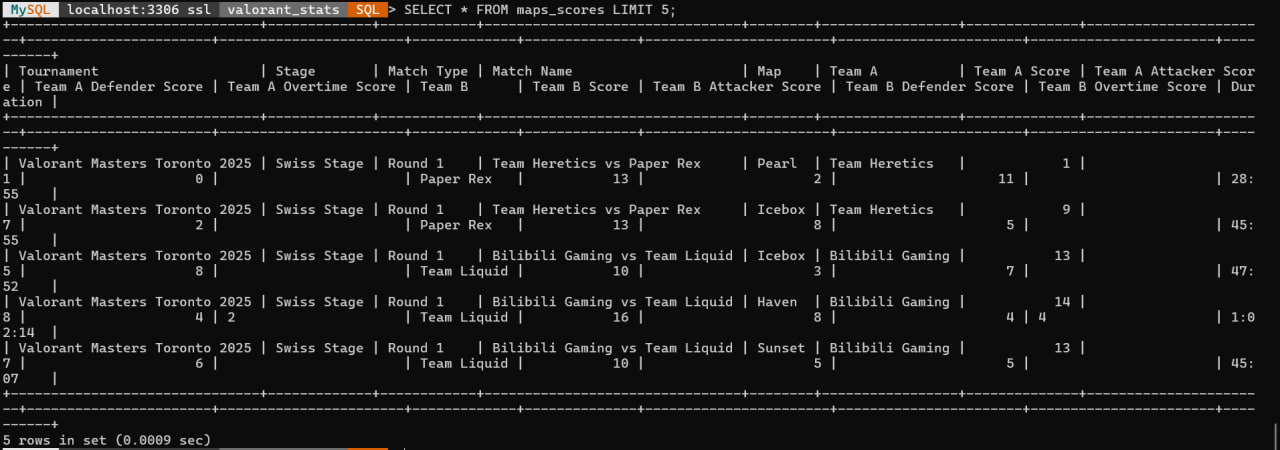 MySQL localhost:3306 ssl valorant_stats SQL > SELECT * FROM maps_scores LIMIT 5;
+-----------------------------+-------------+------------+--------------------------------+--------+-----------------+--------------+-----------------------
--+-----------------------+-----------------------+-------------+--------------+-----------------------+-----------------------+-----------------------+----
------+
| Tournament                    | Stage       | Match Type | Match Name                     | Map    | Team A          | Team A Score | Team A Attacker Scor
e | Team A Defender Score | Team A Overtime Score | Team B      | Team B Score | Team B Attacker Score | Team B Defender Score | Team B Overtime Score | Dur
ation |
+-----------------------------+-------------+------------+--------------------------------+--------+-----------------+--------------+-----------------------
--+-----------------------+-----------------------+-------------+--------------+-----------------------+-----------------------+-----------------------+----
------+
| Valorant Masters Toronto 2025 | Swiss Stage | Round 1    | Team Heretics vs Paper Rex     | Pearl  | Team Heretics   |            1 |
1 |                     0 |                       | Paper Rex   |           13 |                     2 |                    11 |                       | 28:
55    |
| Valorant Masters Toronto 2025 | Swiss Stage | Round 1    | Team Heretics vs Paper Rex     | Icebox | Team Heretics   |            9 |
7 |                     2 |                       | Paper Rex   |           13 |                     8 |                     5 |                       | 45:
55    |
| Valorant Masters Toronto 2025 | Swiss Stage | Round 1    | Bilibili Gaming vs Team Liquid | Icebox | Bilibili Gaming |           13 |
5 |                     8 |                       | Team Liquid |           10 |                     3 |                     7 |                       | 47:
52    |
| Valorant Masters Toronto 2025 | Swiss Stage | Round 1    | Bilibili Gaming vs Team Liquid | Haven  | Bilibili Gaming |           14 |
8 |                     4 | 2                     | Team Liquid |           16 |                     8 |                     4 | 4                     | 1:0
2:14  |
| Valorant Masters Toronto 2025 | Swiss Stage | Round 1    | Bilibili Gaming vs Team Liquid | Sunset | Bilibili Gaming |           13 |
7 |                     6 |                       | Team Liquid |           10 |                     5 |                     5 |                       | 45:
07    |
+-----------------------------+-------------+------------+--------------------------------+--------+-----------------+--------------+-----------------------
--+-----------------------+-----------------------+-------------+--------------+-----------------------+-----------------------+-----------------------+----
------+
5 rows in set (0.0009 sec)